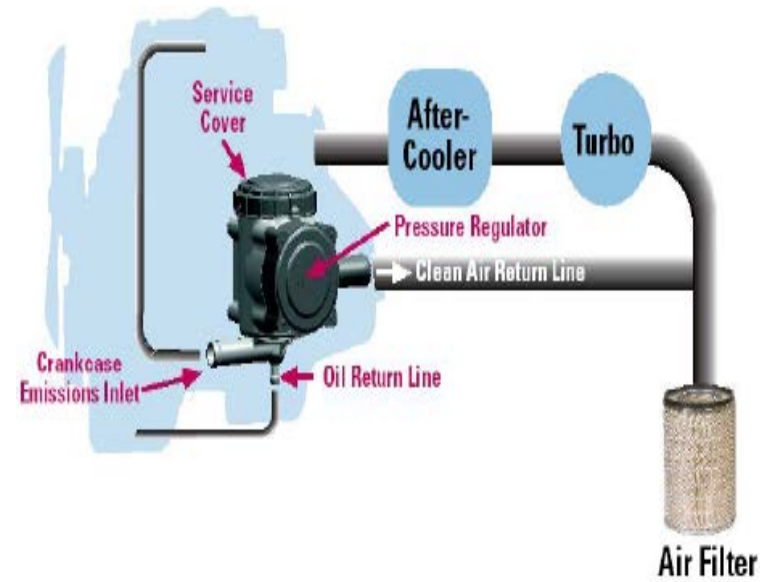 Service
Cover
After-
Cooler
Turbo
Pressure Regulator
Clean Air Return Line
Crankcase
Emissions Inlet
Oil Return Line
Air Filter